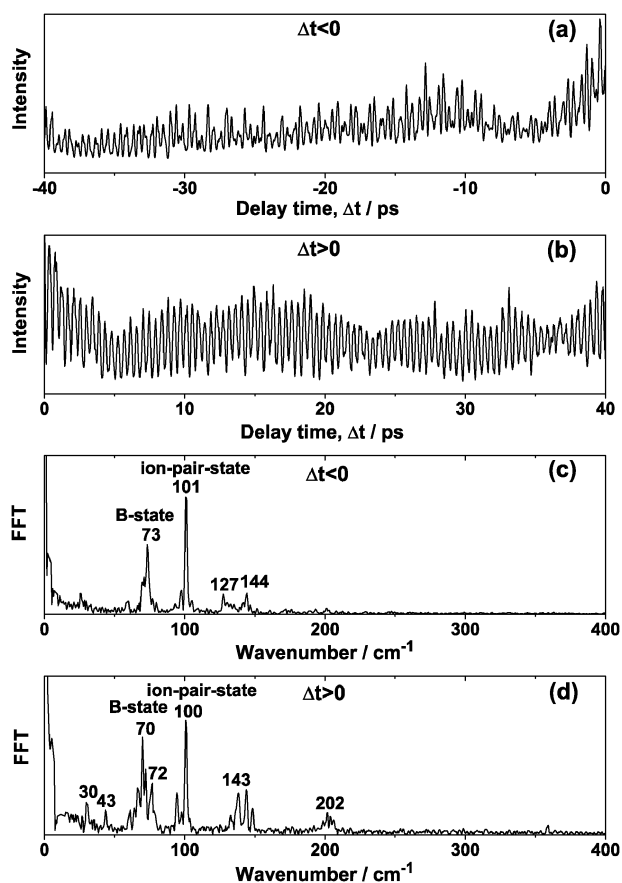 Δt<0
(a)
Intensity
-40 -30 -20 -10 0
Delay time, Δt / ps
Δt>0
(b)
Intensity
0 10 20 30 40
Delay time, Δt / ps
ion-pair-state
Δt<0
(c)
101
B-state
73
FFT
127 144
0 100 200 300 400
Wavenumber / cm-1
ion-pair-state
Δt>0
(d)
B-state
100
70
FFT
72
143
30 43
202
0 100 200 300 400
Wavenumber / cm-1